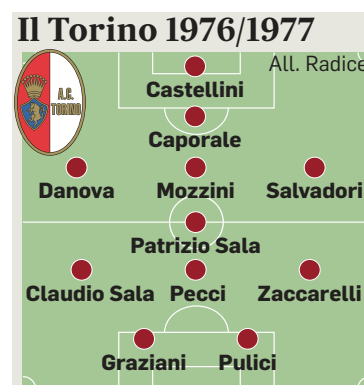 Il Torino 1976/1977
A.C.
TORINO
All. Radice
Castellini
Caporale
Danova Mozzini Salvadori
Patrizio Sala
Claudio Sala Pecci Zaccarelli
Graziani Pulici